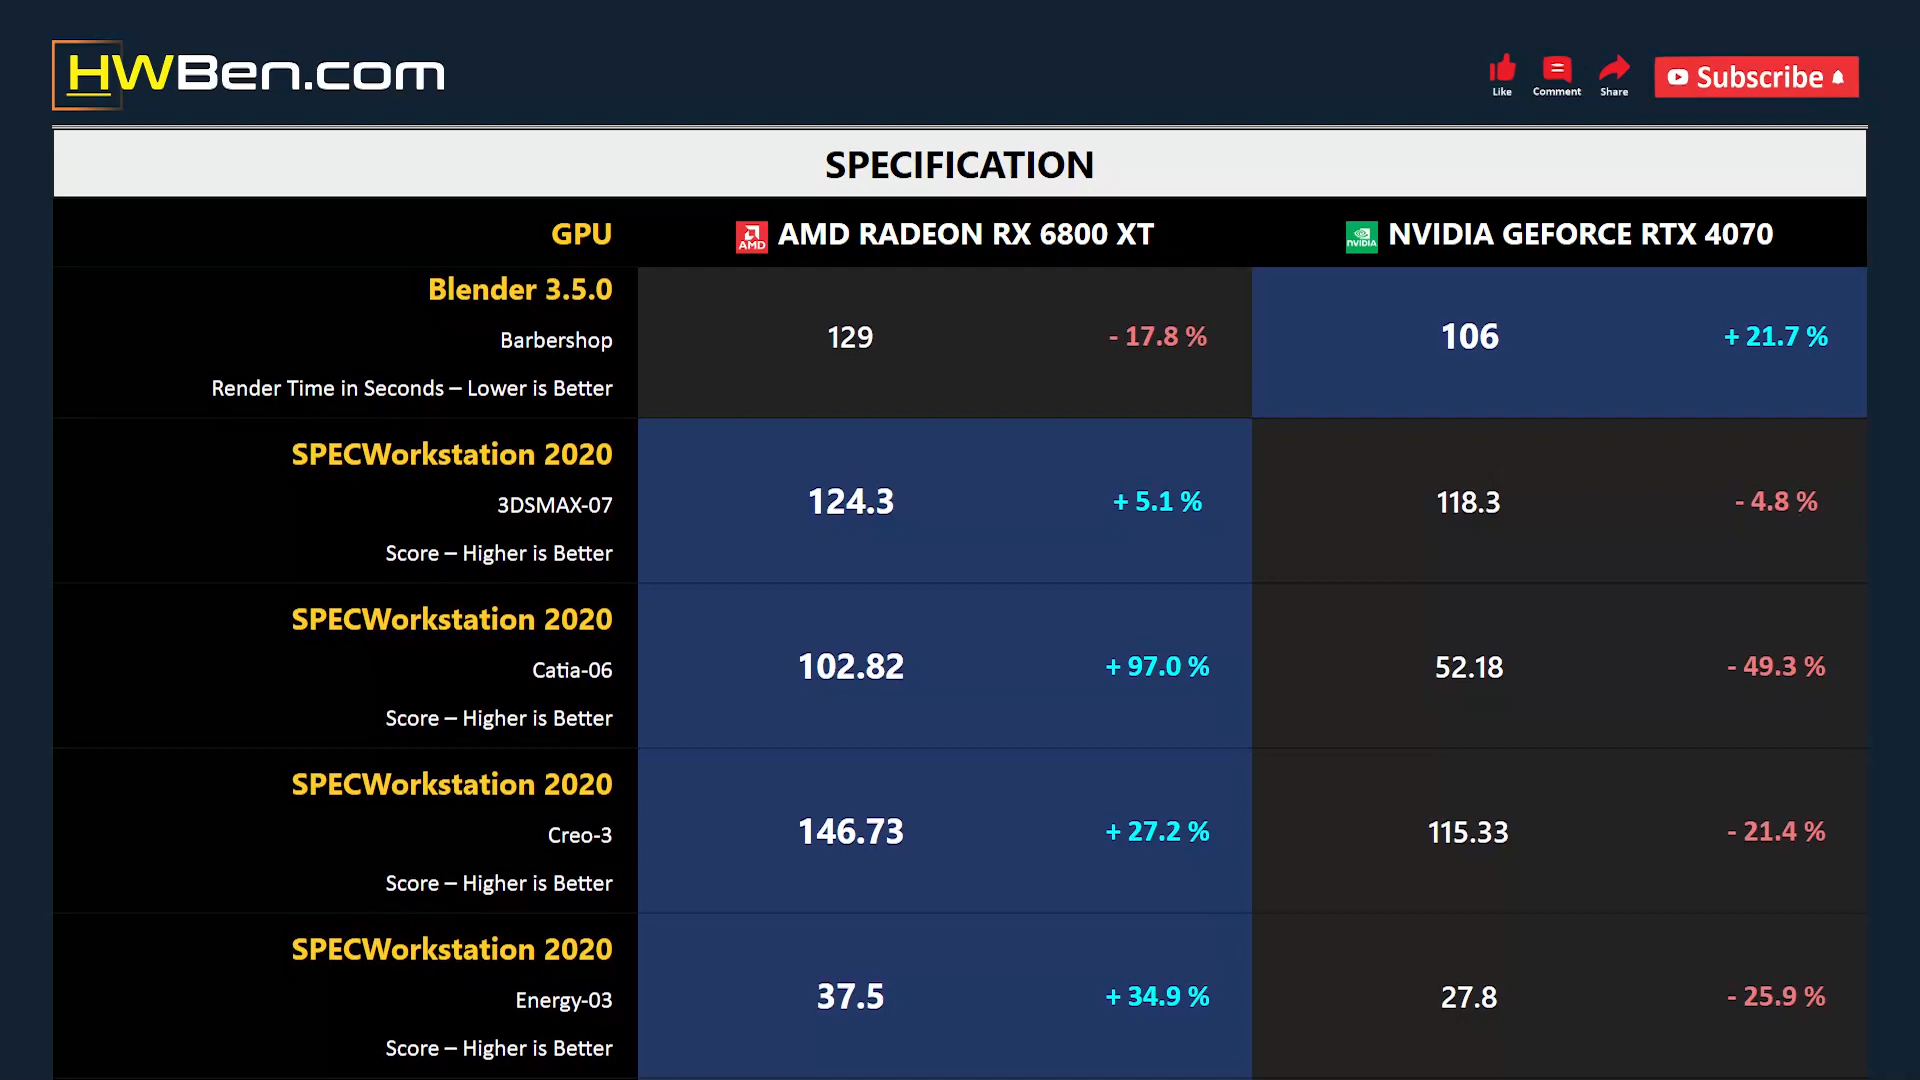 HWBen.com
Like
Comment
Share
Subscribe
SPECIFICATION
GPU
AMD
AMD RADEON RX 6800 XT
NVIDIA
NVIDIA GEFORCE RTX 4070
Blender 3.5.0
Barbershop
Render Time in Seconds – Lower is Better
129
- 17.8 %
106
+ 21.7 %
SPECWorkstation 2020
3DSMAX-07
Score – Higher is Better
124.3
+ 5.1 %
118.3
- 4.8 %
SPECWorkstation 2020
Catia-06
Score – Higher is Better
102.82
+ 97.0 %
52.18
- 49.3 %
SPECWorkstation 2020
Creo-3
Score – Higher is Better
146.73
+ 27.2 %
115.33
- 21.4 %
SPECWorkstation 2020
Energy-03
Score – Higher is Better
37.5
+ 34.9 %
27.8
- 25.9 %